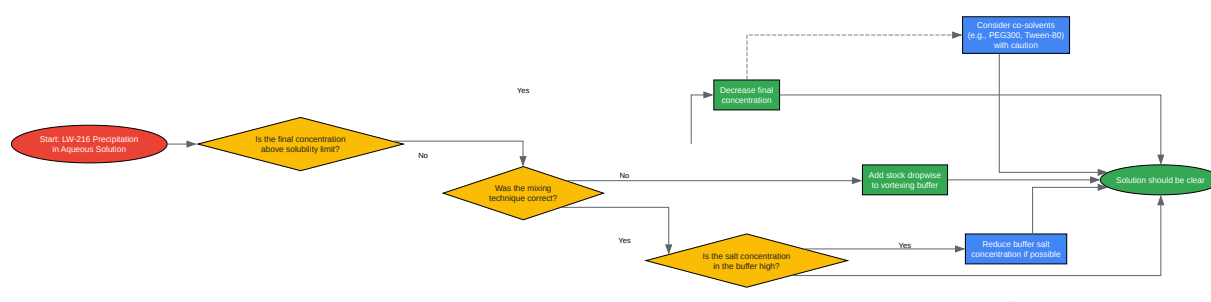 Consider co-solvents
(e.g., PEG300, Tween-80)
with caution
Yes
Decrease final
concentration
Start: LW-216 Precipitation
in Aqueous Solution
Is the final concentration
above solubility limit?
No
Was the mixing
technique correct?
No
Add stock dropwise
to vortexing buffer
Solution should be clear
Yes
Is the salt concentration
in the buffer high?
Yes
Reduce buffer salt
concentration if possible